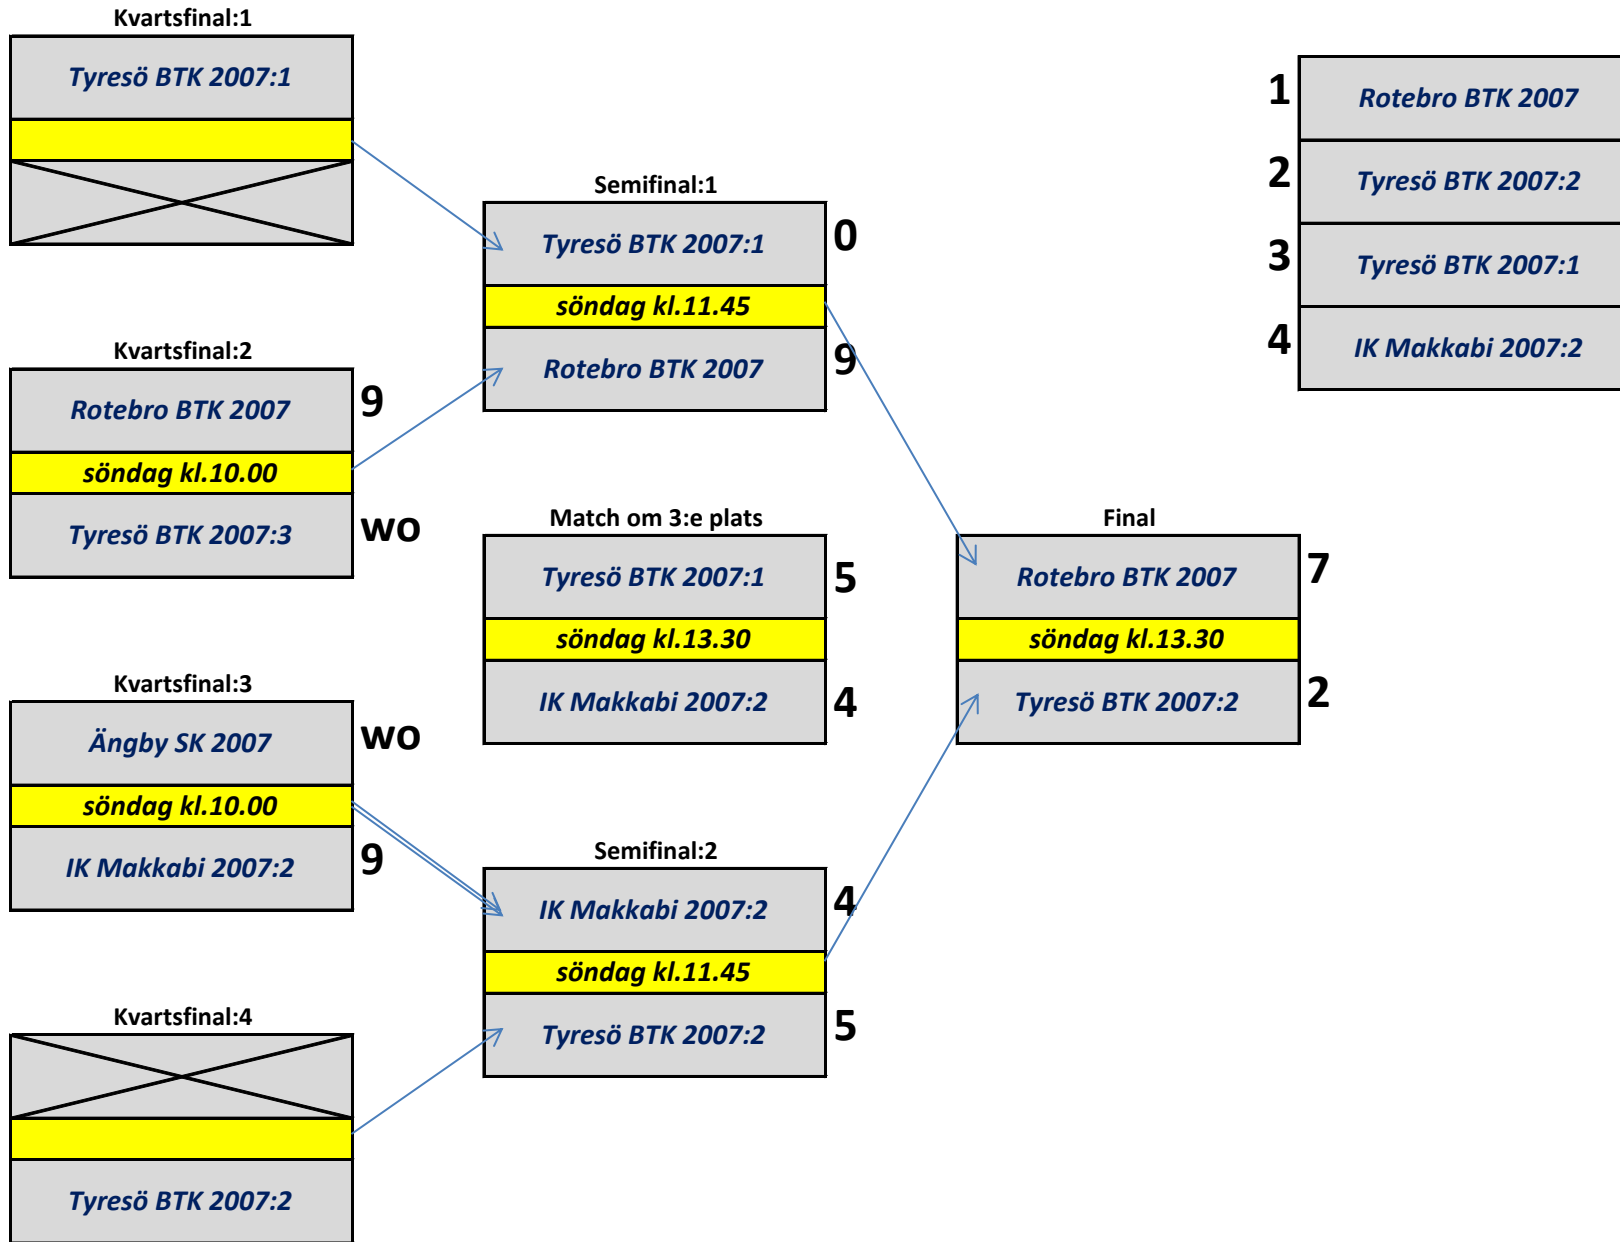 Kvartsfinal:1
Tyresö BTK 2007:1
Kvartsfinal:2
Rotebro BTK 2007 9
söndag kl.10.00
Tyresö BTK 2007:3 wo
Kvartsfinal:3
Ängby SK 2007 wo
söndag kl.10.00
IK Makkabi 2007:2 9
Kvartsfinal:4
Tyresö BTK 2007:2
Semifinal:1
Tyresö BTK 2007:1 0
söndag kl.11.45
Rotebro BTK 2007 9
Match om 3:e plats
Tyresö BTK 2007:1 5
söndag kl.13.30
IK Makkabi 2007:2 4
Semifinal:2
IK Makkabi 2007:2 4
söndag kl.11.45
Tyresö BTK 2007:2 5
Final
Rotebro BTK 2007 7
söndag kl.13.30
Tyresö BTK 2007:2 2
1 Rotebro BTK 2007
2 Tyresö BTK 2007:2
3 Tyresö BTK 2007:1
4 IK Makkabi 2007:2